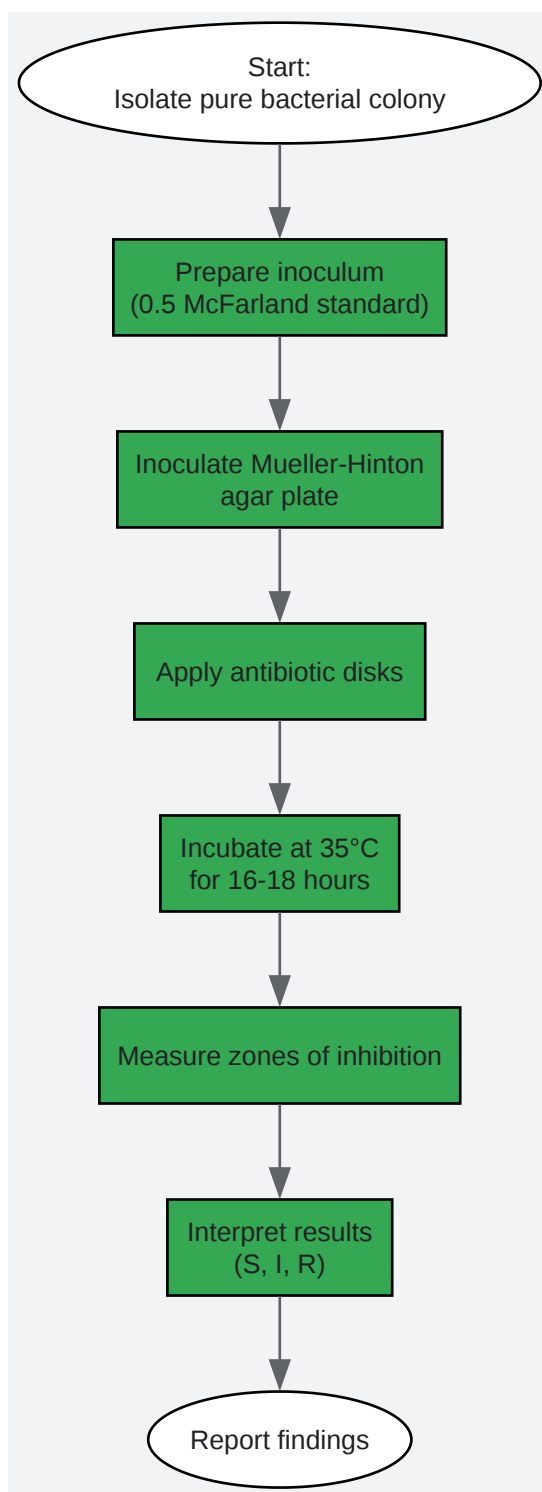 Start:
Isolate pure bacterial colony
Prepare inoculum
(0.5 McFarland standard)
Inoculate Mueller-Hinton
agar plate
Apply antibiotic disks
Incubate at 35°C
for 16-18 hours
Measure zones of inhibition
Interpret results
(S, I, R)
Report findings